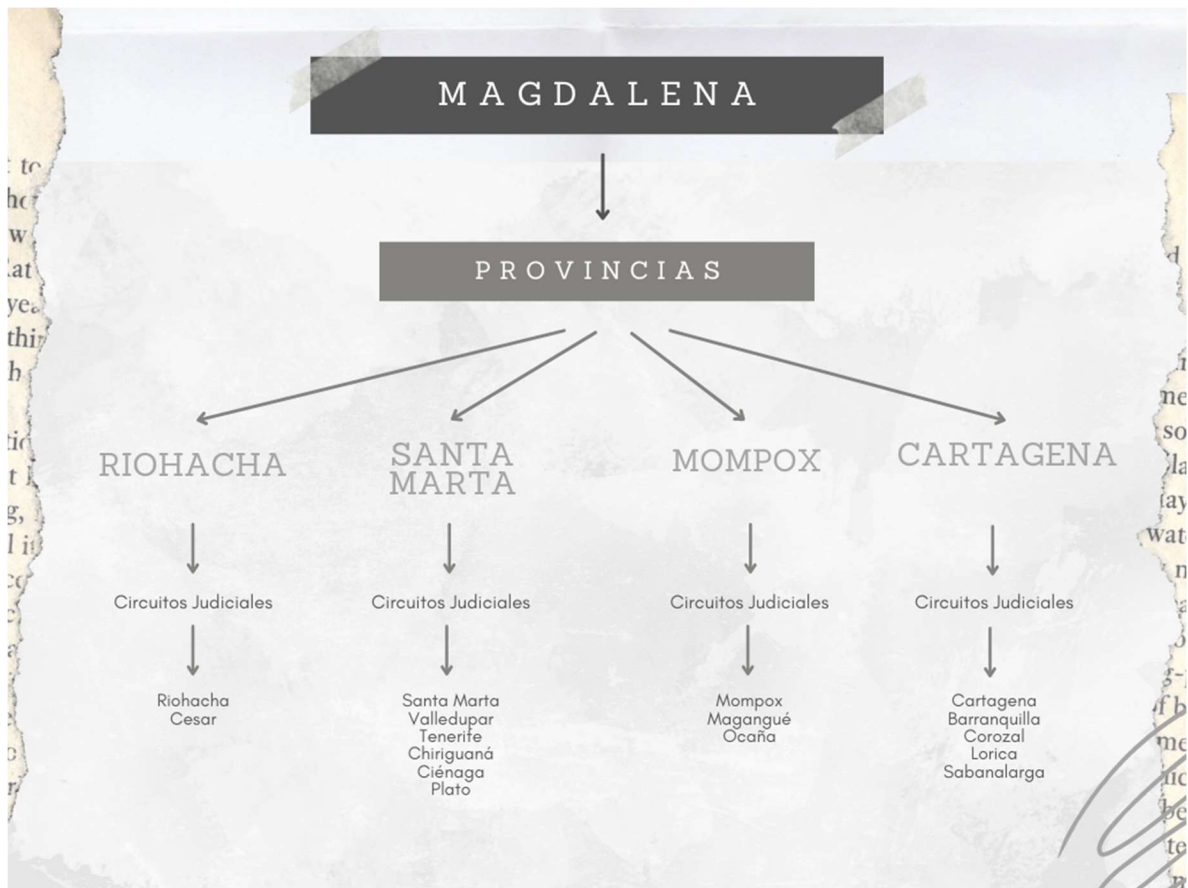 MAGDALENA
PROVINCIAS
RIOHACHA
SANTA
MARTA
MOMPOX
CARTAGENA
Circuitos Judiciales
Circuitos Judiciales
Circuitos Judiciales
Circuitos Judiciales
Riohacha
Cesar
Santa Marta
Valledupar
Tenerife
Chiriguaná
Ciénaga
Plato
Mompox
Magangué
Ocaña
Cartagena
Barranquilla
Corozal
Lorica
Sabanalarga